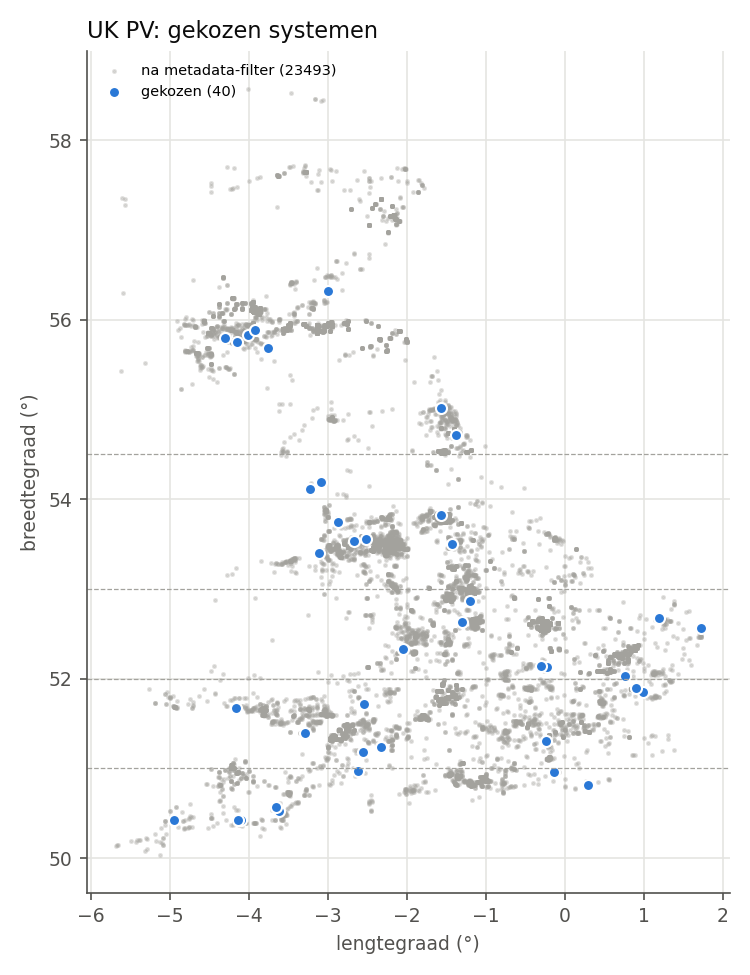 UK PV: gekozen systemen
na metadata-filter (23493)
gekozen (40)
58
56
54
52
50
breedtegraad (°)
−6 −5 −4 −3 −2 −1 0 1 2
lengtegraad (°)